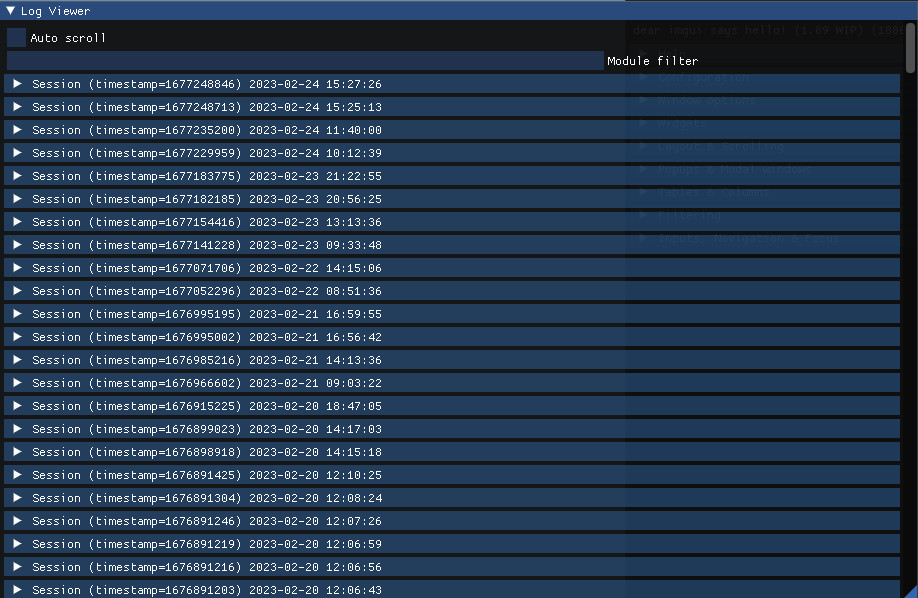 Log Viewer
Auto scroll
dear imgui says hello! (1.89 WIP) (188
Module filter
Help
Configuration
Window options
Widgets
Layout & Scrolling
Popups & Modal windows
Tables & Columns
Filtering
Inputs, Navigation & Focus
Session (timestamp=1677248846) 2023-02-24 15:27:26
Session (timestamp=1677248713) 2023-02-24 15:25:13
Session (timestamp=1677235200) 2023-02-24 11:40:00
Session (timestamp=1677229959) 2023-02-24 10:12:39
Session (timestamp=1677183775) 2023-02-23 21:22:55
Session (timestamp=1677182185) 2023-02-23 20:56:25
Session (timestamp=1677154416) 2023-02-23 13:13:36
Session (timestamp=1677141228) 2023-02-23 09:33:48
Session (timestamp=1677071706) 2023-02-22 14:15:06
Session (timestamp=1677052296) 2023-02-22 08:51:36
Session (timestamp=1676995195) 2023-02-21 16:59:55
Session (timestamp=1676995002) 2023-02-21 16:56:42
Session (timestamp=1676985216) 2023-02-21 14:13:36
Session (timestamp=1676966602) 2023-02-21 09:03:22
Session (timestamp=1676915225) 2023-02-20 18:47:05
Session (timestamp=1676899023) 2023-02-20 14:17:03
Session (timestamp=1676898918) 2023-02-20 14:15:18
Session (timestamp=1676891425) 2023-02-20 12:10:25
Session (timestamp=1676891304) 2023-02-20 12:08:24
Session (timestamp=1676891246) 2023-02-20 12:07:26
Session (timestamp=1676891219) 2023-02-20 12:06:59
Session (timestamp=1676891216) 2023-02-20 12:06:56
Session (timestamp=1676891203) 2023-02-20 12:06:43